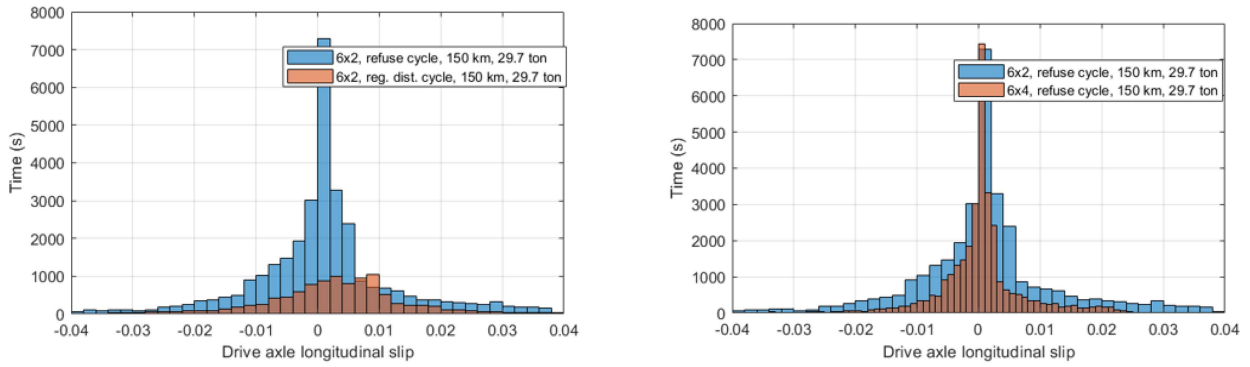 8000
7000
6000
5000
4000
3000
2000
1000
0
Time (s)
6x2, refuse cycle, 150 km, 29.7 ton
6x2, reg. dist. cycle, 150 km, 29.7 ton
-0.04 -0.03 -0.02 -0.01 0 0.01 0.02 0.03 0.04
Drive axle longitudinal slip
8000
7000
6000
5000
4000
3000
2000
1000
0
Time (s)
6x2, refuse cycle, 150 km, 29.7 ton
6x4, refuse cycle, 150 km, 29.7 ton
-0.04 -0.03 -0.02 -0.01 0 0.01 0.02 0.03 0.04
Drive axle longitudinal slip